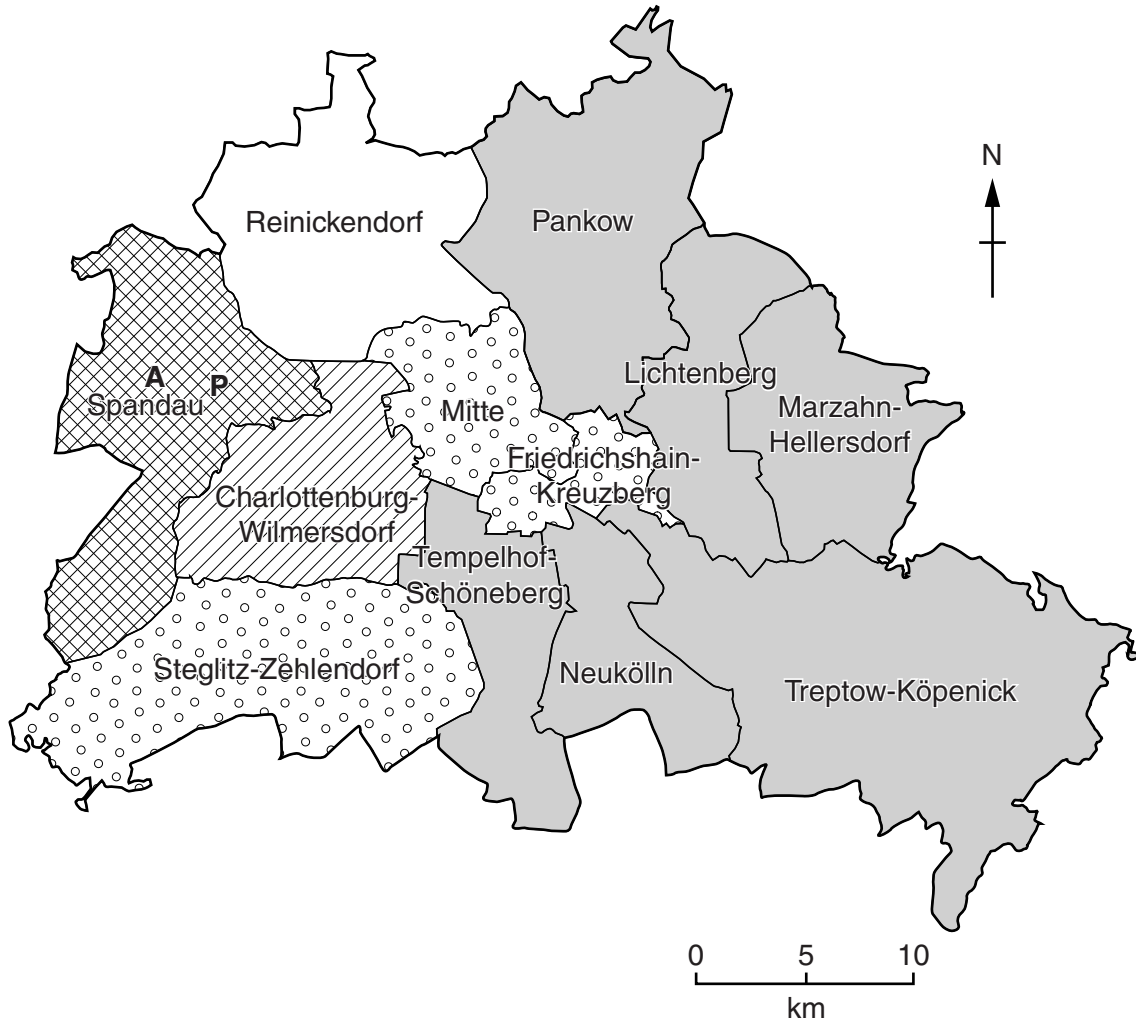 N
Reinickendorf
Pankow
Lichtenberg
A
P
Spandau
Mitte
Marzahn-
Hellersdorf
Friedrichshain-
Kreuzberg
Charlottenburg-
Wilmersdorf
Tempelhof-
Schöneberg
Steglitz-Zehlendorf
Neukölln
Treptow-Köpenick
0 5 10
km